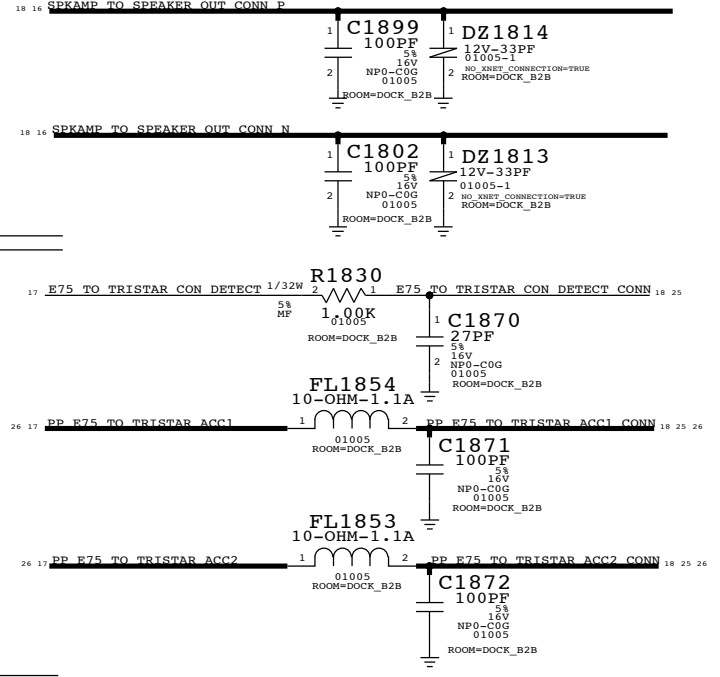 18 16 SPKAMP TO SPEAKER OUT CONN P
1 C1899
100PF
5%
16V
2 NP0-C0G
01005
ROOM=DOCK_B2B
1 DZ1814
12V-33PF
01005-1
2 NO_XNET_CONNECTION=TRUE
ROOM=DOCK_B2B
18 16 SPKAMP TO SPEAKER OUT CONN N
1 C1802
100PF
5%
16V
2 NP0-C0G
01005
ROOM=DOCK_B2B
1 DZ1813
12V-33PF
01005-1
2 NO_XNET_CONNECTION=TRUE
ROOM=DOCK_B2B
R1830
17 E75 TO TRISTAR CON DETECT 1/32W 2 1 E75 TO TRISTAR CON DETECT CONN 18 25
5%
MF 1.00K
01005
ROOM=DOCK_B2B
1 C1870
27PF
5%
16V
2 NP0-C0G
01005
ROOM=DOCK_B2B
FL1854
10-OHM-1.1A
26 17 PP E75 TO TRISTAR ACC1 1 2 PP E75 TO TRISTAR ACC1 CONN 18 25 26
01005
ROOM=DOCK_B2B
C1871
100PF
5%
16V
NP0-C0G
01005
ROOM=DOCK_B2B
FL1853
10-OHM-1.1A
26 17 PP E75 TO TRISTAR ACC2 1 2 PP E75 TO TRISTAR ACC2 CONN 18 25 26
01005
ROOM=DOCK_B2B
C1872
100PF
5%
16V
NP0-C0G
01005
ROOM=DOCK_B2B